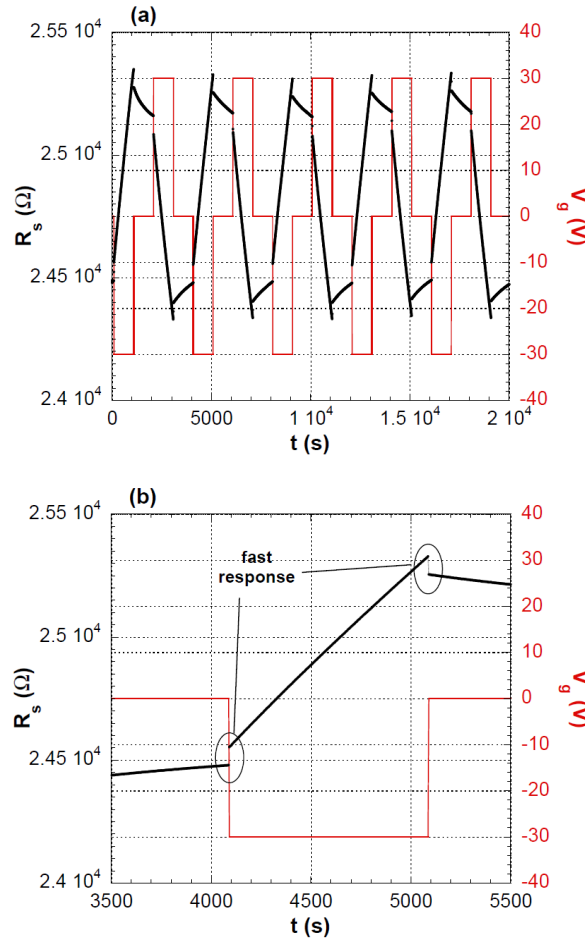 (a)
2.55 10⁴
2.5 10⁴
2.45 10⁴
2.4 10⁴
R_s (Ω)
40
30
20
10
0
-10
-20
-30
-40
V_g (V)
0 5000 1 10⁴ 1.5 10⁴ 2 10⁴
t (s)
(b)
2.55 10⁴
2.5 10⁴
2.45 10⁴
2.4 10⁴
R_s (Ω)
fast
response
40
30
20
10
0
-10
-20
-30
-40
V_g (V)
3500 4000 4500 5000 5500
t (s)